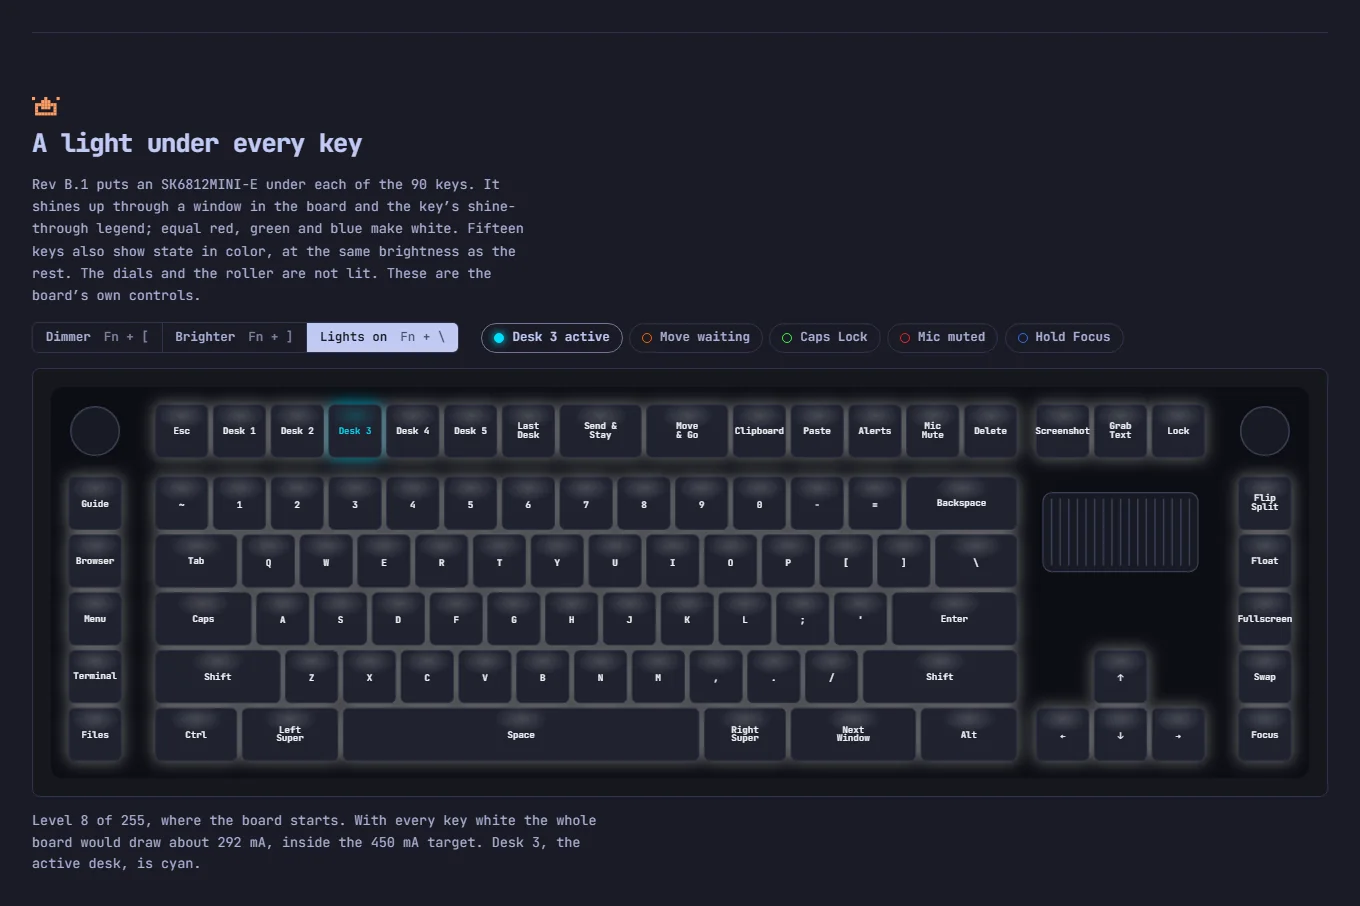 A light under every key
Rev B.1 puts an SK6812MINI-E under each of the 90 keys. It
shines up through a window in the board and the key’s shine-
through legend; equal red, green and blue make white. Fifteen
keys also show state in color, at the same brightness as the
rest. The dials and the roller are not lit. These are the
board’s own controls.
Dimmer Fn + [ Brighter Fn + ] Lights on Fn + \ Desk 3 active Move waiting Caps Lock Mic muted Hold Focus
Esc Desk 1 Desk 2 Desk 3 Desk 4 Desk 5 Last Desk Send & Stay Move & Go Clipboard Paste Alerts Mic Mute Delete Screenshot Grab Text Lock
Guide ~ 1 2 3 4 5 6 7 8 9 0 - = Backspace Flip Split
Browser Tab Q W E R T Y U I O P [ ] \ Float
Menu Caps A S D F G H J K L ; ' Enter Fullscreen
Terminal Shift Z X C V B N M , . / Shift ↑ Swap
Files Ctrl Left Super Space Right Super Next Window Alt ← ↓ → Focus
Level 8 of 255, where the board starts. With every key white the whole
board would draw about 292 mA, inside the 450 mA target. Desk 3, the
active desk, is cyan.